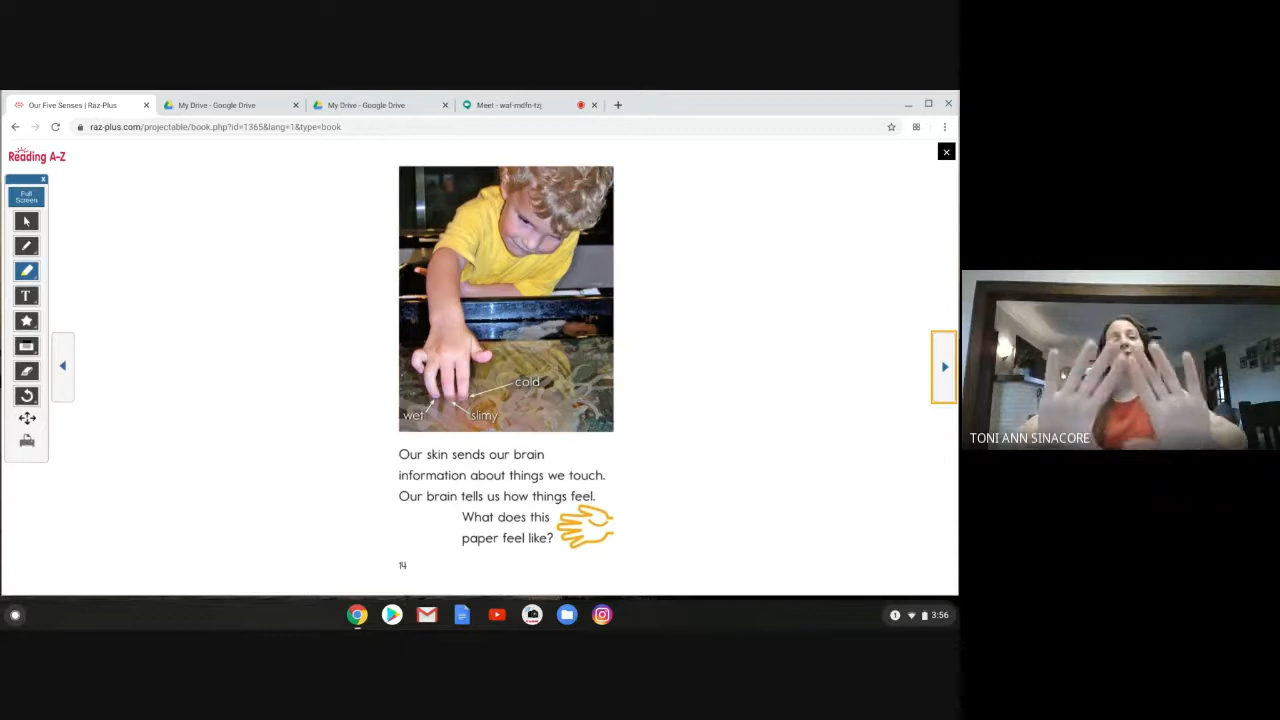 Our Five Senses | Raz-Plus
My Drive - Google Drive
My Drive - Google Drive
Meet - waf-mdfn-tzj
raz-plus.com/projectable/book.php?id=1365&lang=1&type=book
Reading A-Z
Full
Screen
T
cold
wet
slimy
Our skin sends our brain
information about things we touch.
Our brain tells us how things feel.
What does this
paper feel like?
14
TONI ANN SINACORE
1
3:56